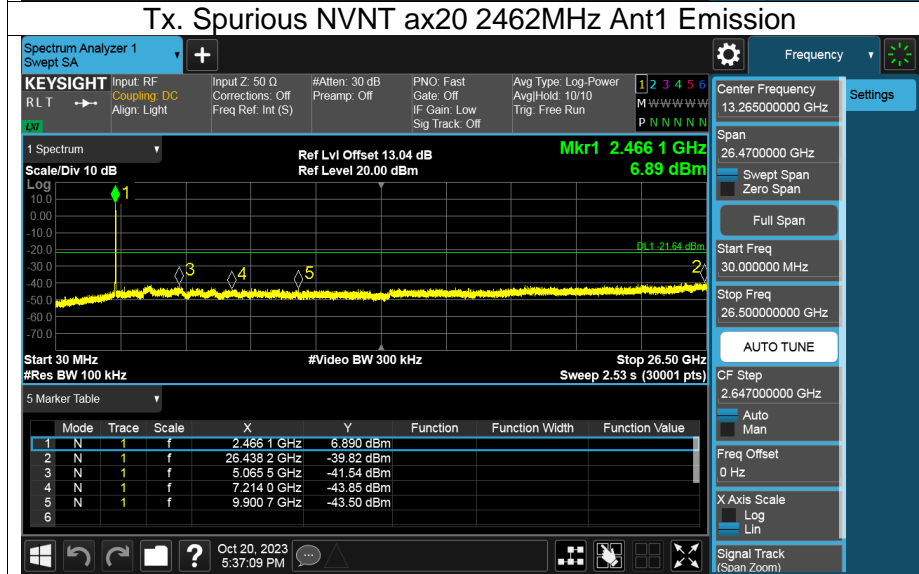 Tx. Spurious NVNT ax20 2462MHz Ant1 Emission
Spectrum Analyzer 1
Swept SA
+
Frequency
KEYSIGHT
Input: RF
Input Z: 50 Ω
#Atten: 30 dB
PNO: Fast
Avg Type: Log-Power
1 2 3 4 5 6
RLT
Coupling: DC
Corrections: Off
Preamp: Off
Gate: Off
Avg|Hold: 10/10
M W W W W W
Align: Light
Freq Ref: Int (S)
IF Gain: Low
Trig: Free Run
LXI
Sig Track: Off
P N N N N N
Center Frequency
13.265000000 GHz
Settings
1 Spectrum
Ref Lvl Offset 13.04 dB
Mkr1 2.466 1 GHz
Scale/Div 10 dB
Ref Level 20.00 dBm
6.89 dBm
Span
26.4700000 GHz
Swept Span
Zero Span
Full Span
Log
10.0
0.00
-10.0
-20.0
-30.0
-40.0
-50.0
-60.0
-70.0
1
DL1 -21.64 dBm
3
4
5
2
Start Freq
30.000000 MHz
Stop Freq
26.500000000 GHz
AUTO TUNE
Start 30 MHz
#Video BW 300 kHz
Stop 26.50 GHz
#Res BW 100 kHz
Sweep 2.53 s (30001 pts)
CF Step
2.647000000 GHz
Auto
Man
5 Marker Table
Mode Trace Scale X Y Function Function Width Function Value
1 N 1 f 2.466 1 GHz 6.890 dBm
2 N 1 f 26.438 2 GHz -39.82 dBm
3 N 1 f 5.065 5 GHz -41.54 dBm
4 N 1 f 7.214 0 GHz -43.85 dBm
5 N 1 f 9.900 7 GHz -43.50 dBm
6
Freq Offset
0 Hz
X Axis Scale
Log
Lin
Signal Track
(Span Zoom)
?
Oct 20, 2023
5:37:09 PM